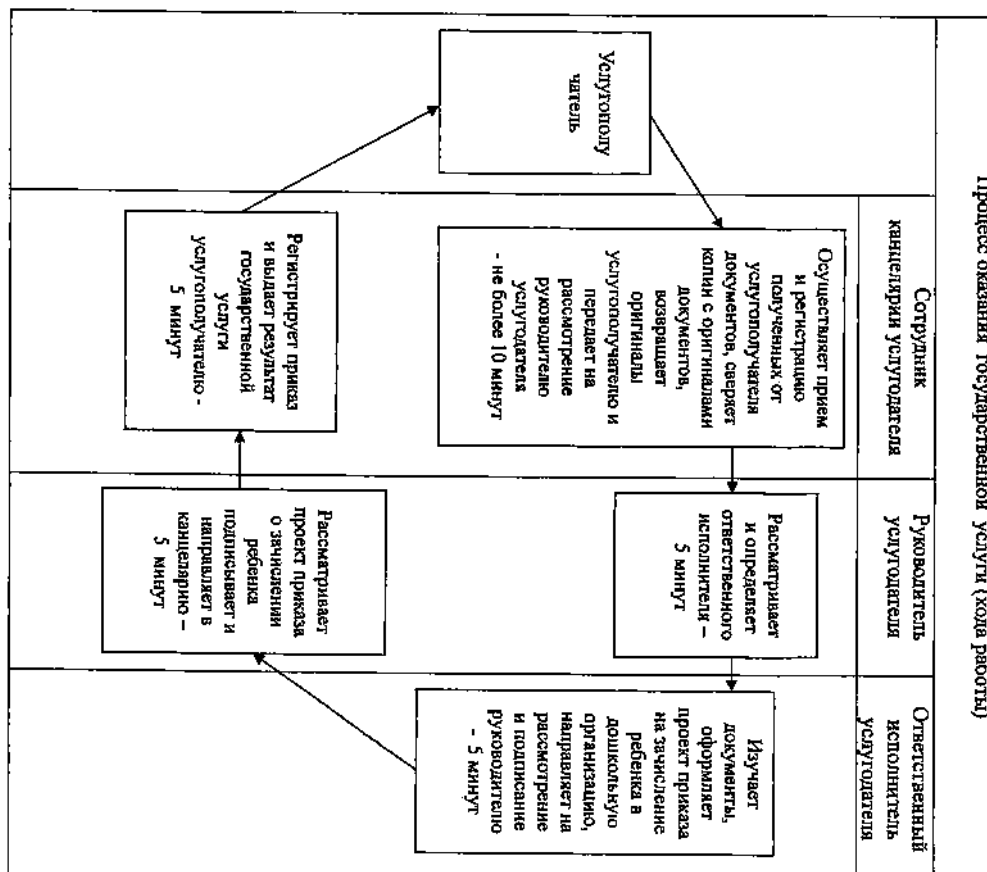 Процесс оказания государственной услуги (хода работы)
Сотрудник
канцелярии услугодателя
Руководитель
услугодателя
Ответственный
исполнитель
услугодателя
Услугополу
чатель
Осуществляет прием
и регистрацию
полученных от
услугополучателя
документов, сверяет
копии с оригиналами
документов,
возвращает
оригиналы
услугополучателю и
передает на
рассмотрение
руководителю
услугодателя
- не более 10 минут
Рассматривает
и определяет
ответственного
исполнителя –
5 минут
Изучает
документы,
оформляет
проект приказа
на зачисление
ребенка в
дошкольную
организацию,
направляет на
рассмотрение
и подписание
руководителю
- 5 минут
Рассматривает
проект приказа
о зачислении
ребенка
подписывает и
направляет в
канцелярию –
5 минут
Регистрирует приказ
и выдает результат
государственной
услуги
услугополучателю -
5 минут